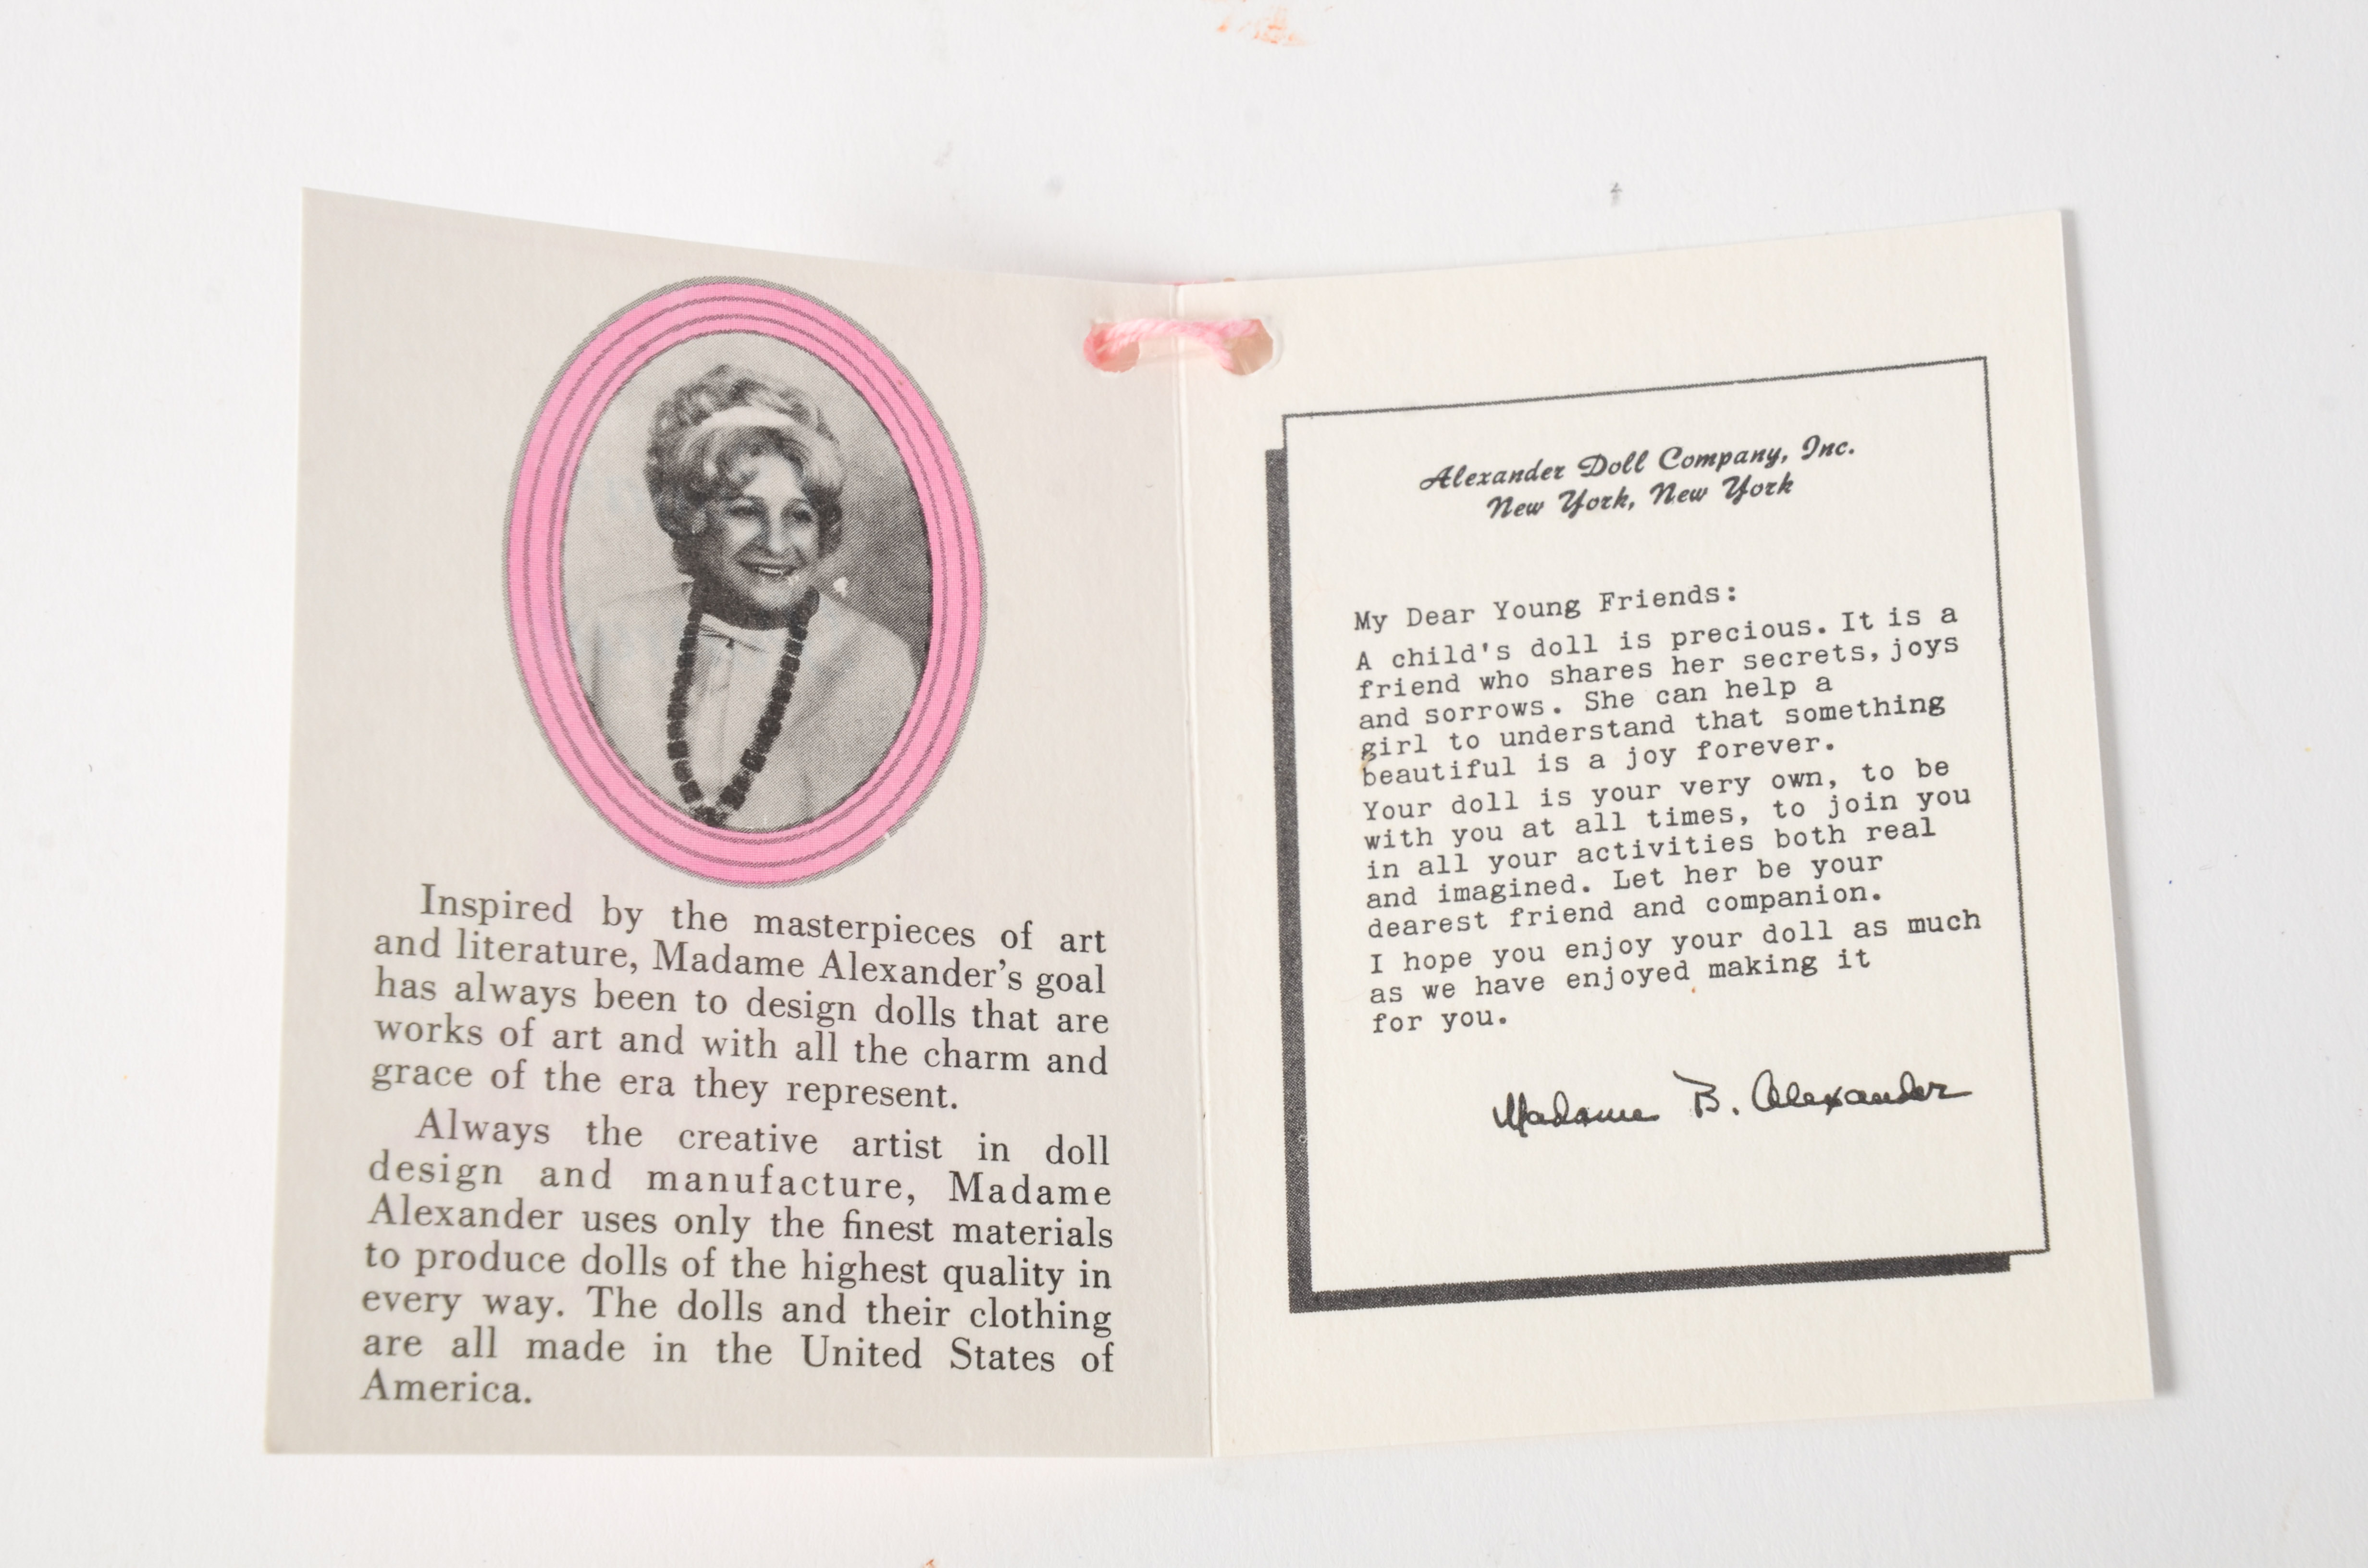 Inspired by the masterpieces of art
and literature, Madame Alexander's goal
has always been to design dolls that are
works of art and with all the charm and
grace of the era they represent.
Always the creative artist in doll
design and manufacture, Madame
Alexander uses only the finest materials
to produce dolls of the highest quality in
every way. The dolls and their clothing
are all made in the United States of
America.
Alexander Doll Company, Inc.
New York, New York
My Dear Young Friends:
A child's doll is precious. It is a
friend who shares her secrets, joys
and sorrows. She can help a
girl to understand that something
beautiful is a joy forever.
Your doll is your very own, to be
with you at all times, to join you
in all your activities both real
and imagined. Let her be your
dearest friend and companion.
I hope you enjoy your doll as much
as we have enjoyed making it
for you.
Madame B. Alexander